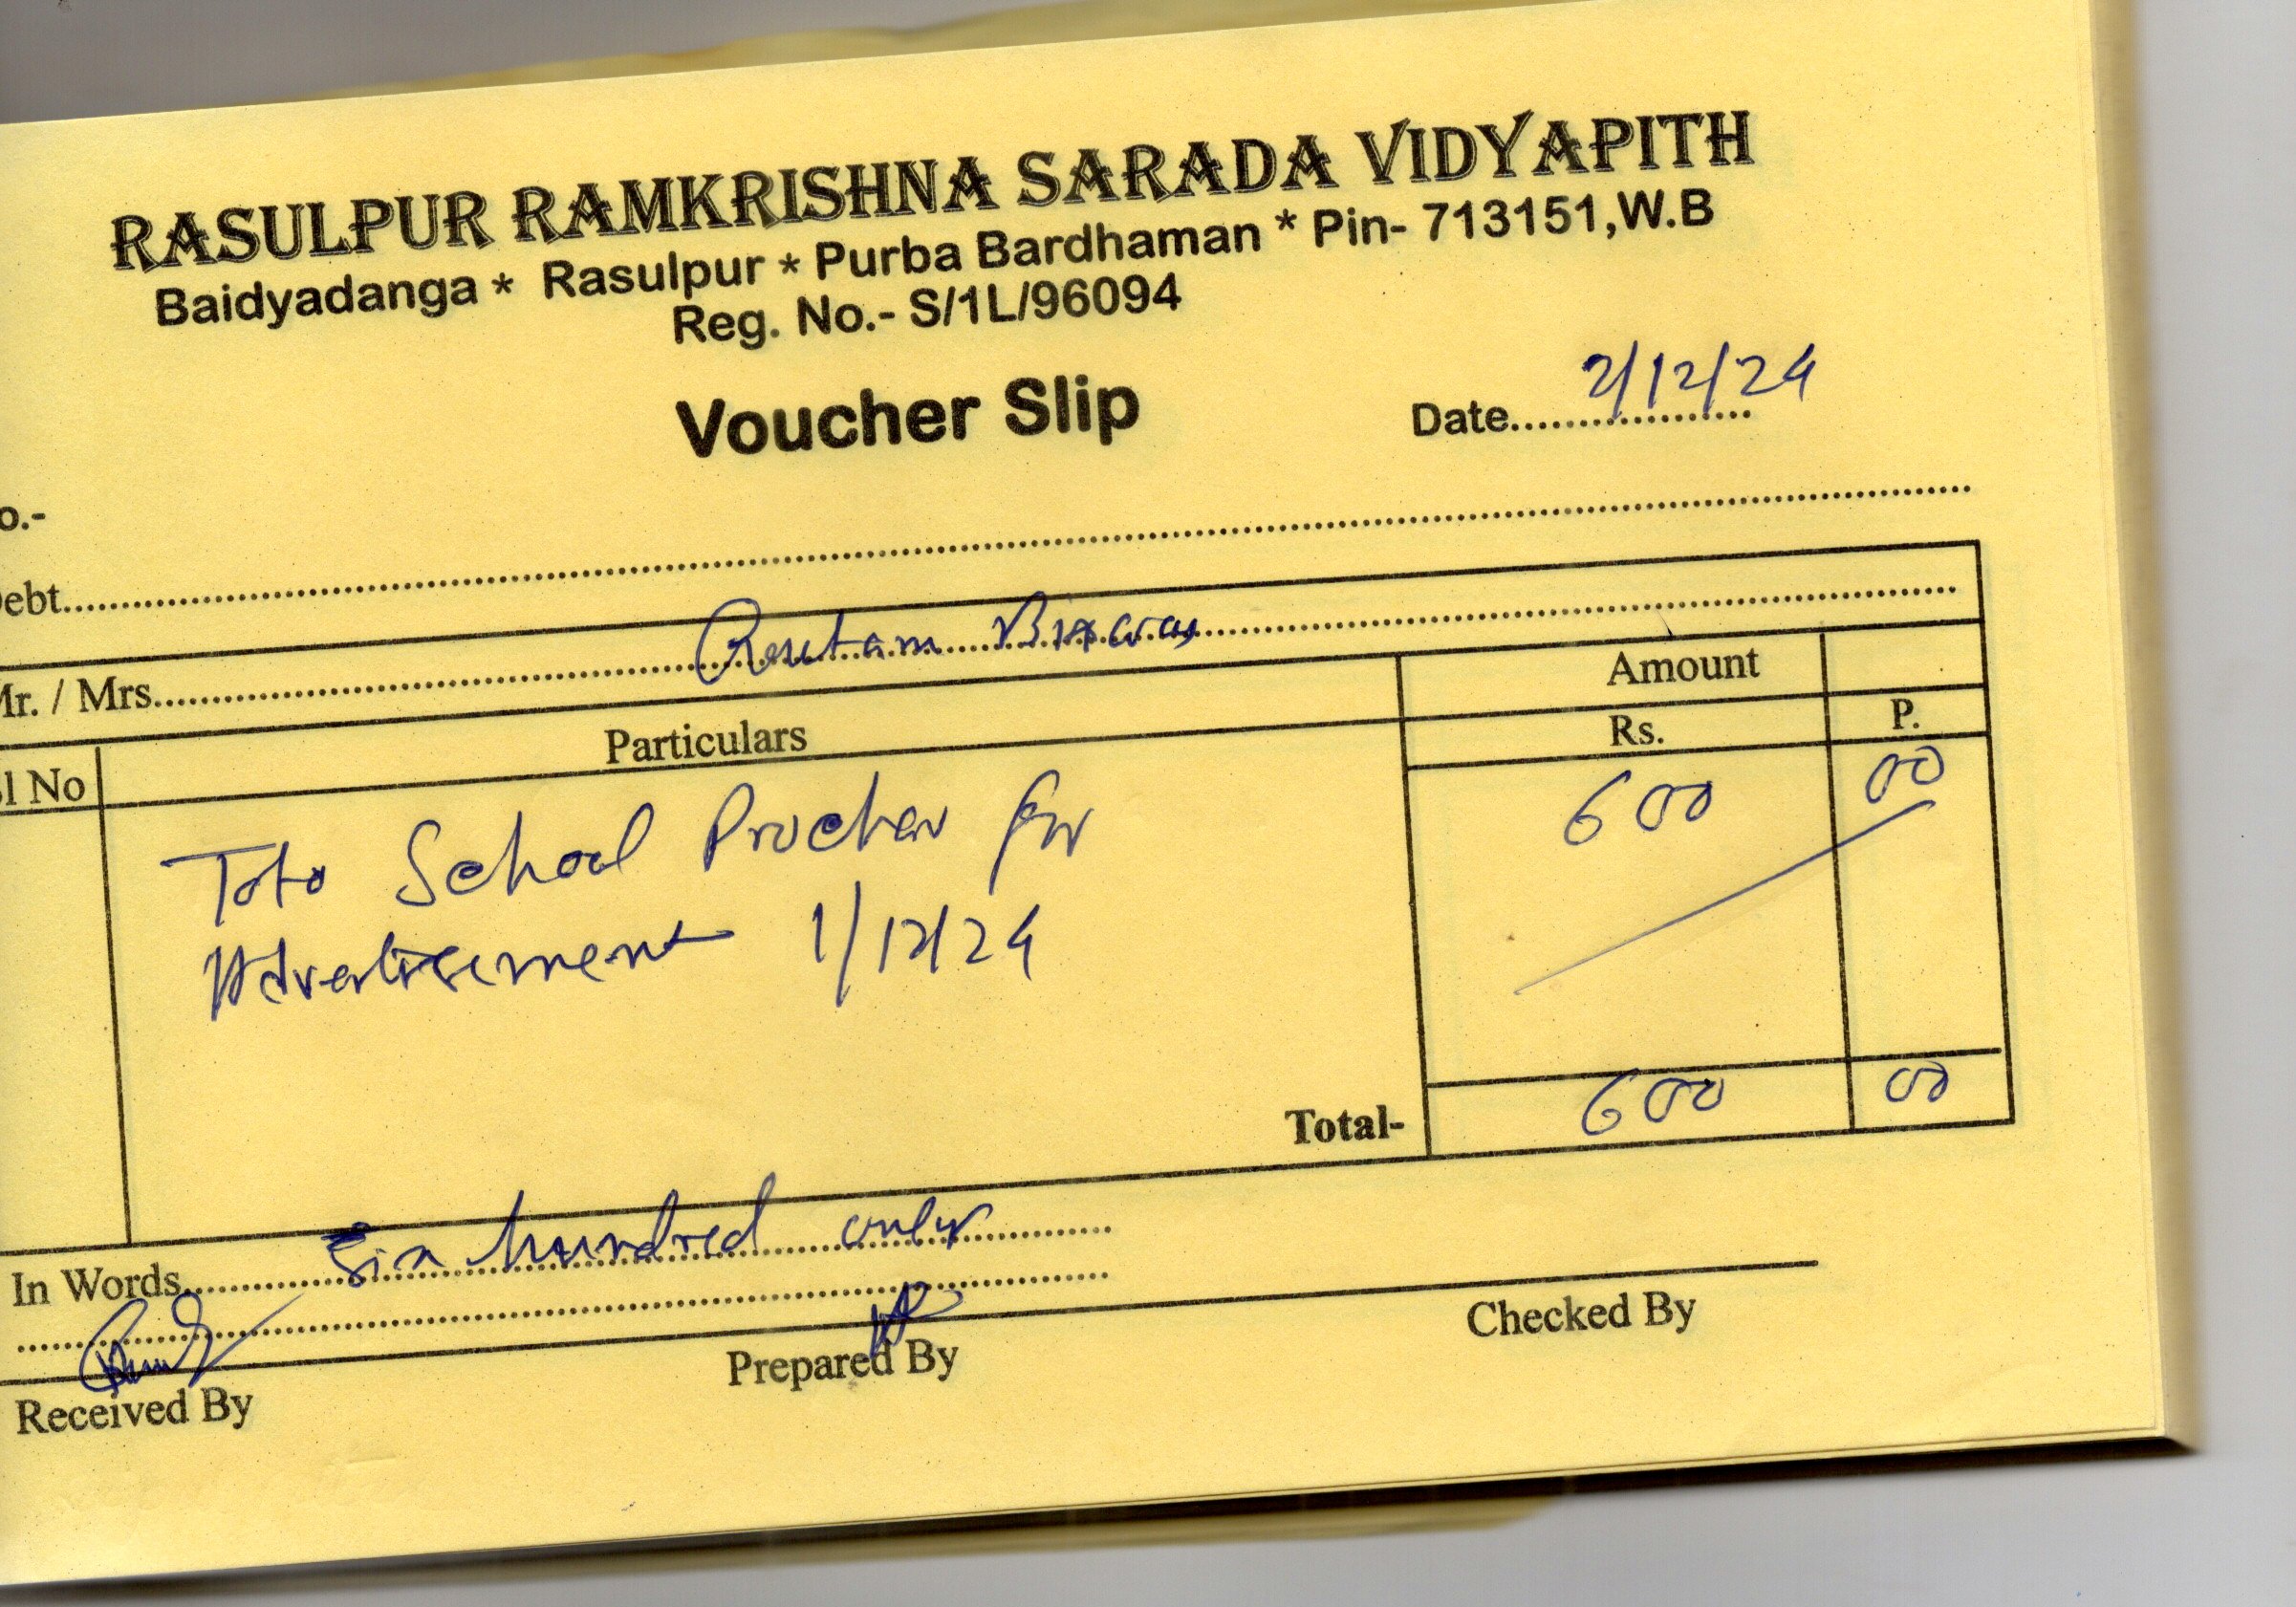 RASULPUR RAMKRISHNA SARADA VIDYAPITH
Baidyadanga * Rasulpur * Purba Bardhaman * Pin- 713151,W.B
Reg. No.- S/1L/96094
Voucher Slip
Date 2/12/24
o.-
ebt
Mr. / Mrs. Biswas
Amount
Particulars Rs. P.
l No
Toto School Prochar for 600 00
Advertisement 1/12/24
Total- 600 00
In Words Six hundred only
Received By Prepared By Checked By